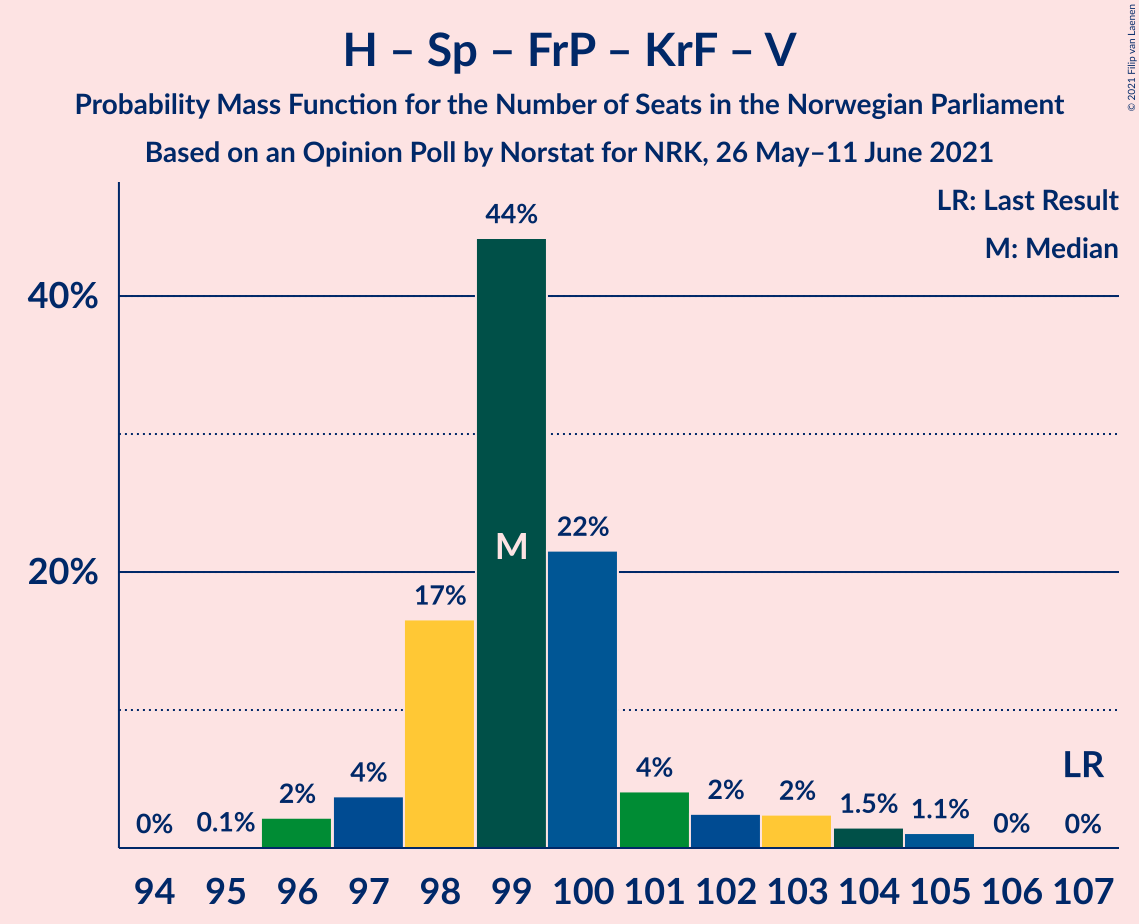 H – Sp – FrP – KrF – V
Probability Mass Function for the Number of Seats in the Norwegian Parliament
Based on an Opinion Poll by Norstat for NRK, 26 May–11 June 2021
© 2021 Filip van Laenen
LR: Last Result
M: Median
44%
40%
22%
M
20%
17%
LR
4%
4%
2%
2%
2%
1.5%
1.1%
0%
0.1%
0%
0%
94 95 96 97 98 99 100 101 102 103 104 105 106 107